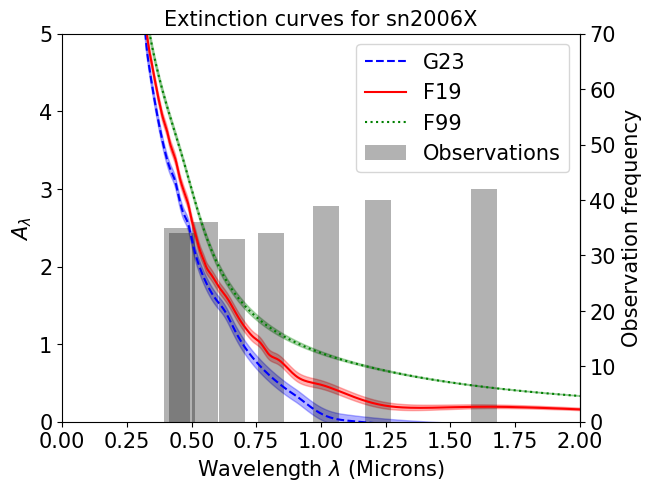 Extinction curves for sn2006X
5
4
3
2
1
0
A_λ
70
60
50
40
30
20
10
0
Observation frequency
G23
F19
F99
Observations
0.00 0.25 0.50 0.75 1.00 1.25 1.50 1.75 2.00
Wavelength λ (Microns)